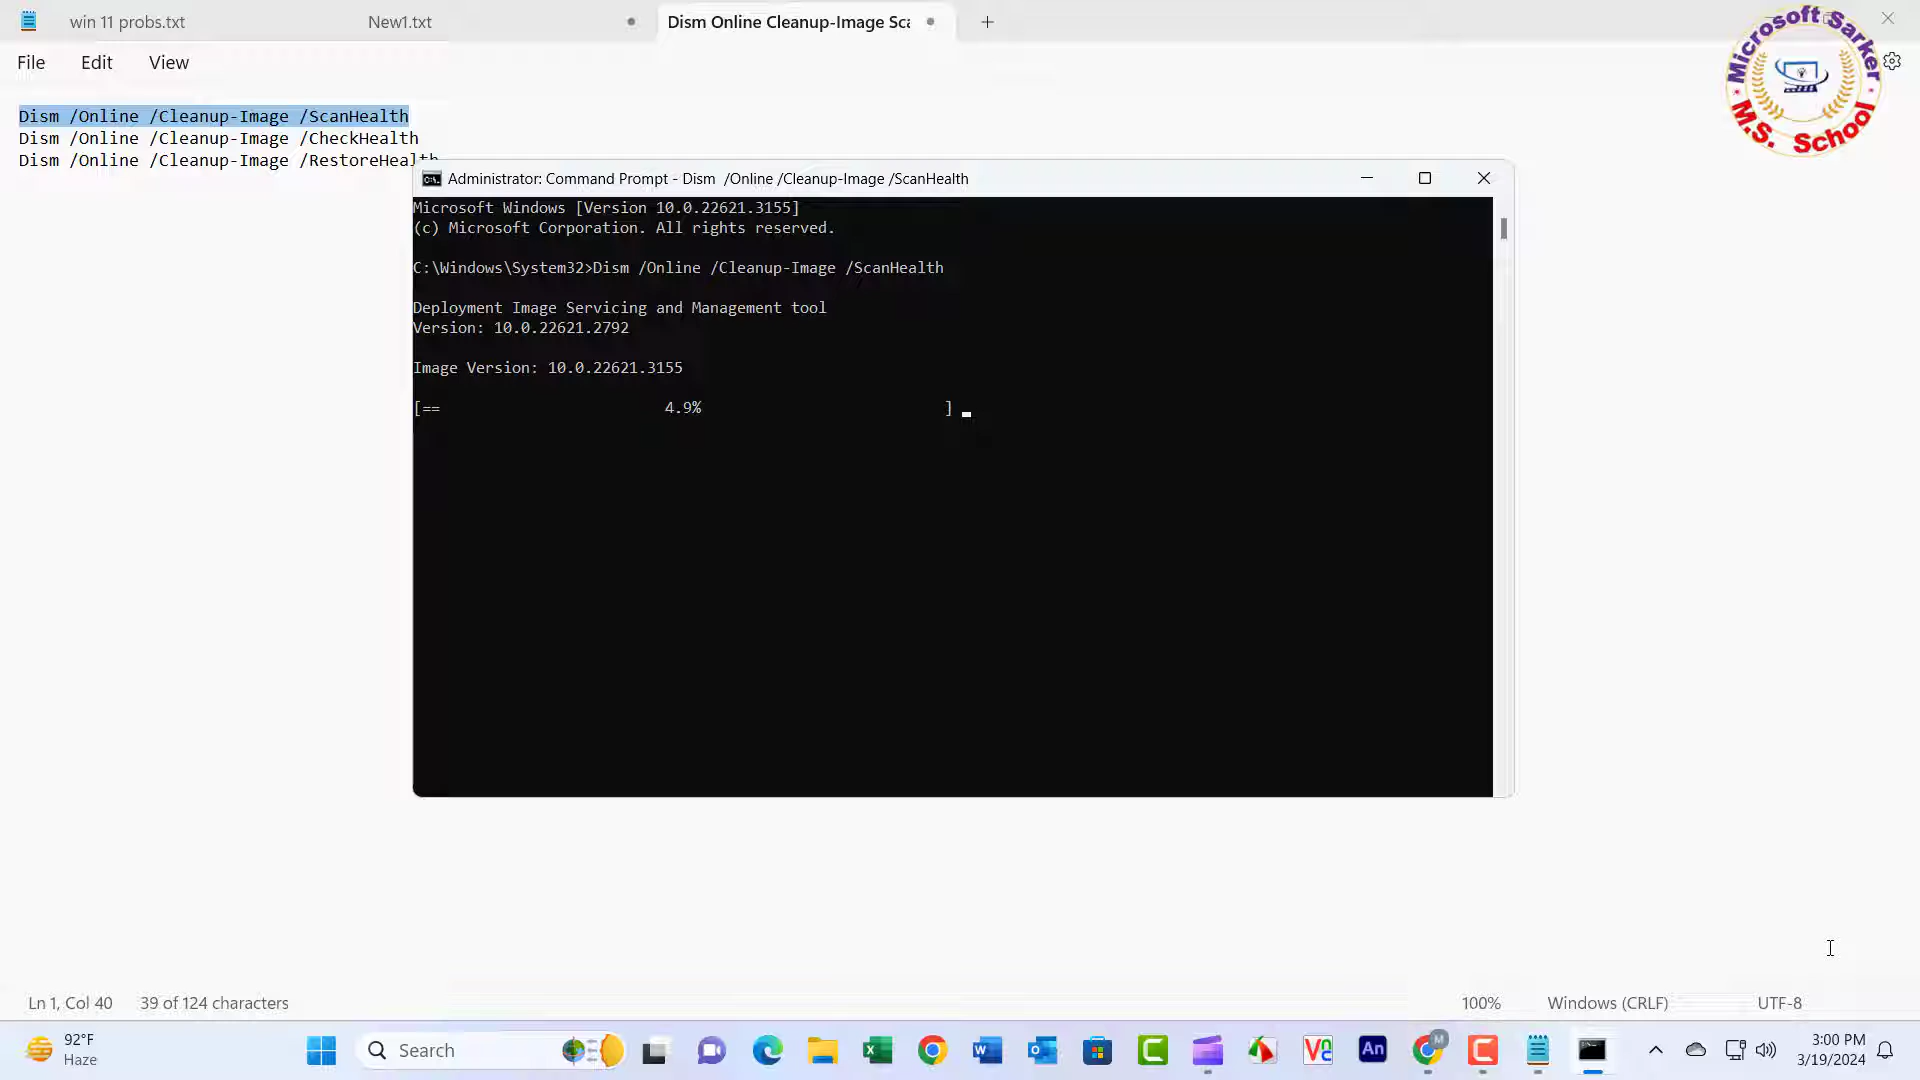 win 11 probs.txt
New1.txt
Dism Online Cleanup-Image Sca
File
Edit
View
Microsoft Sarker
M.S. School
Dism /Online /Cleanup-Image /ScanHealth
Dism /Online /Cleanup-Image /CheckHealth
Dism /Online /Cleanup-Image /RestoreHealth
Administrator: Command Prompt - Dism  /Online /Cleanup-Image /ScanHealth
Microsoft Windows [Version 10.0.22621.3155]
(c) Microsoft Corporation. All rights reserved.
C:\Windows\System32>Dism /Online /Cleanup-Image /ScanHealth
Deployment Image Servicing and Management tool
Version: 10.0.22621.2792
Image Version: 10.0.22621.3155
[==                          4.9%                           ]
Ln 1, Col 40
39 of 124 characters
100%
Windows (CRLF)
UTF-8
92°F
Haze
Search
An
M
3:00 PM
3/19/2024